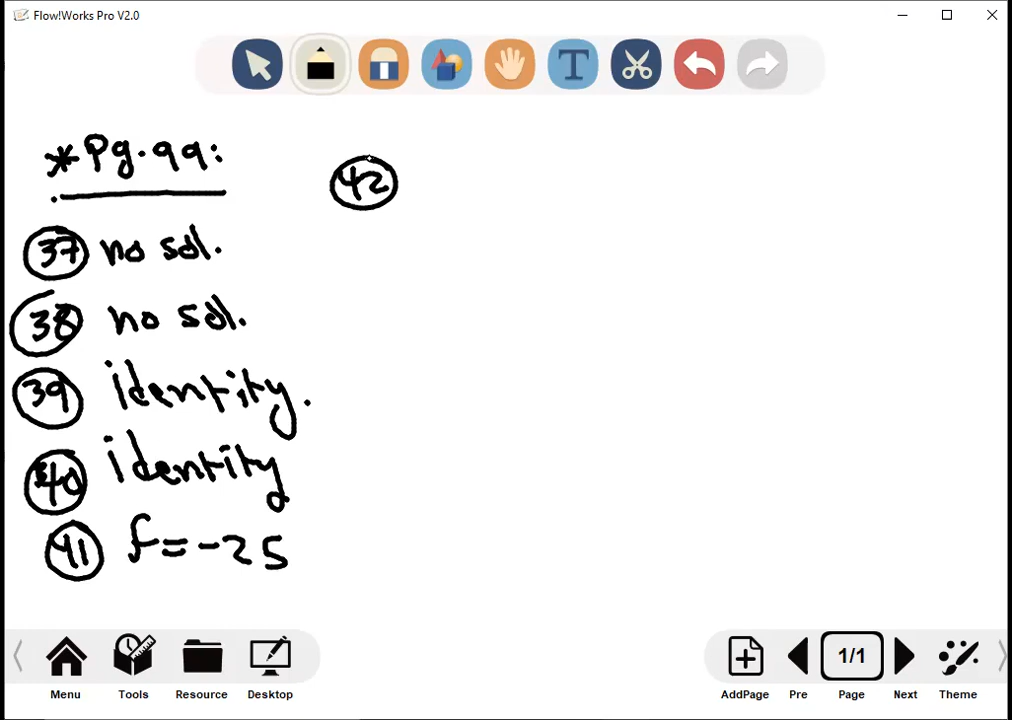 Flow!Works Pro V2.0
T
*Pg.99:
37 no sol.
38 no sol.
39 identity.
40 identity
41 f=-25
42
1/1
Menu Tools Resource Desktop AddPage Pre Page Next Theme